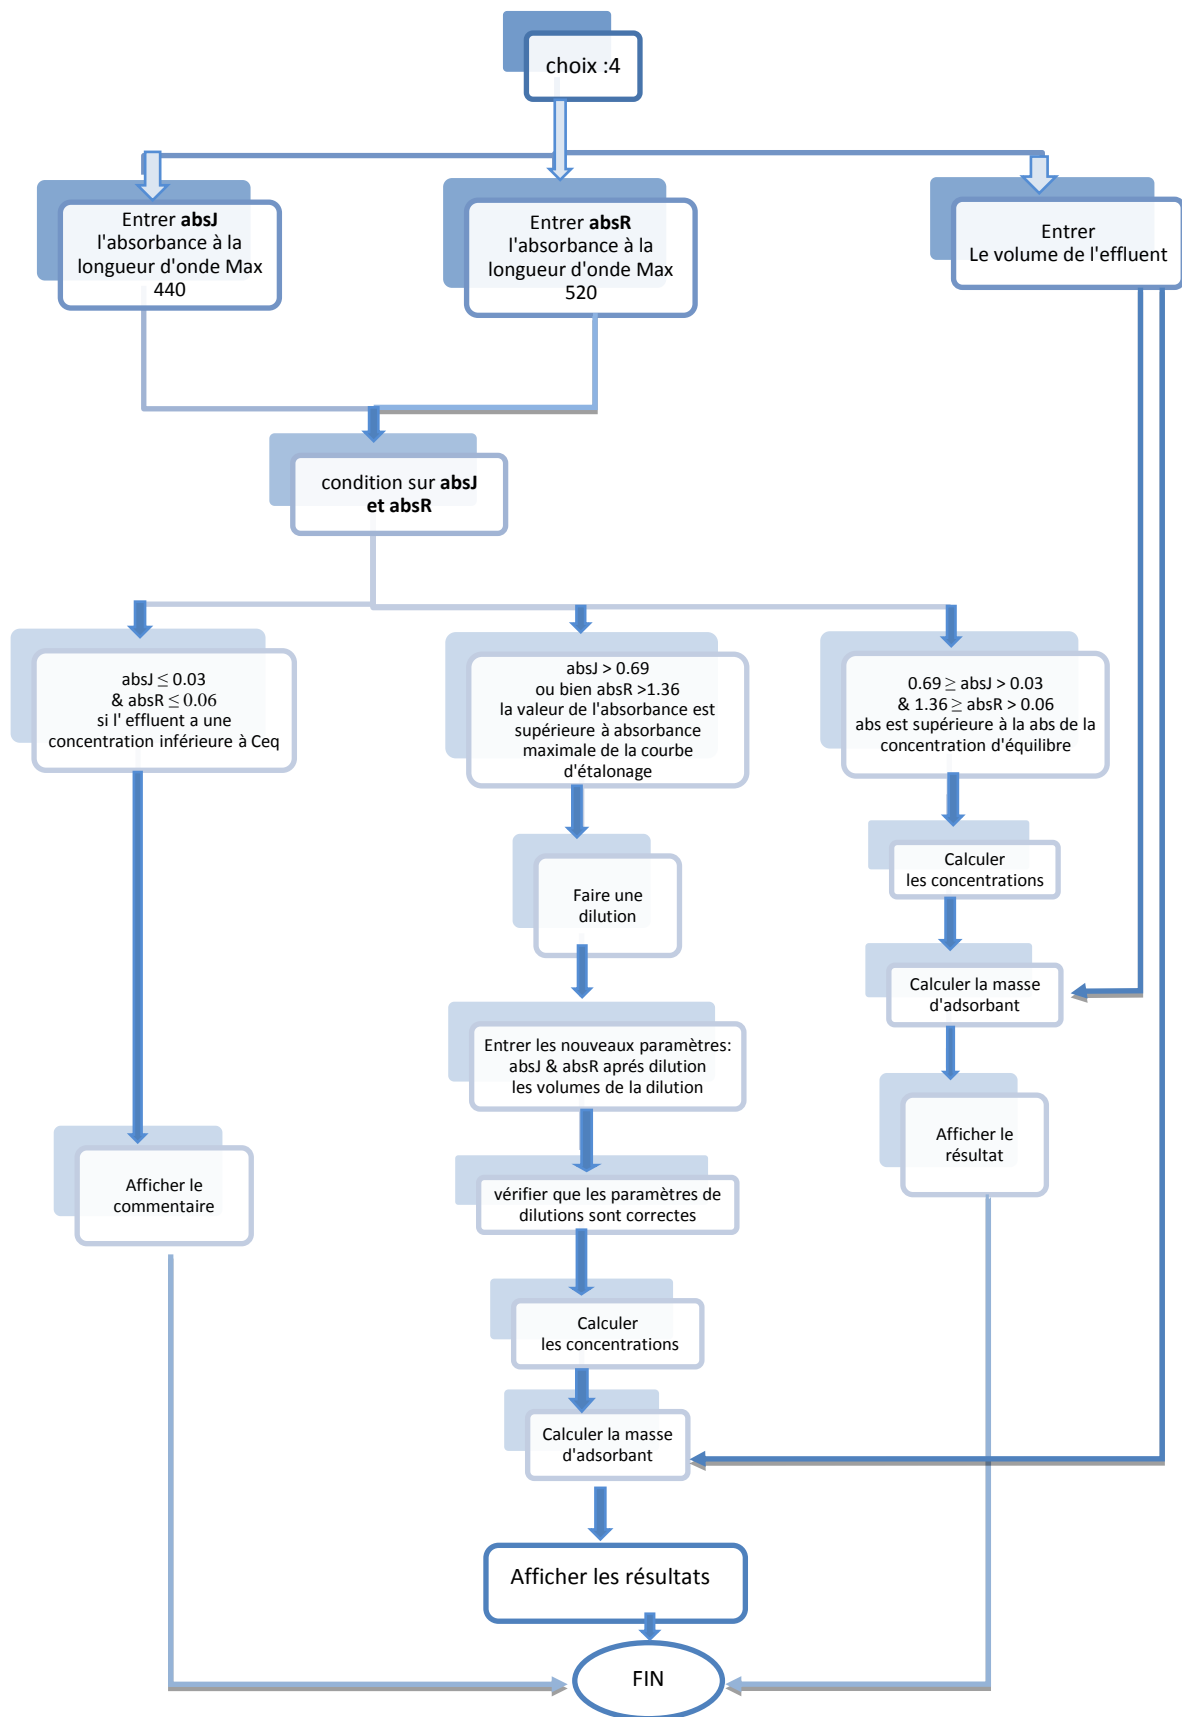 choix :4
Entrer absJ
l'absorbance à la
longueur d'onde Max
440
Entrer absR
l'absorbance à la
longueur d'onde Max
520
Entrer
Le volume de l'effluent
condition sur absJ
et absR
absJ ≤ 0.03
& absR ≤ 0.06
si l' effluent a une
concentration inférieure à Ceq
absJ > 0.69
ou bien absR >1.36
la valeur de l'absorbance est
supérieure à absorbance
maximale de la courbe
d'étalonage
0.69 ≥ absJ > 0.03
& 1.36 ≥ absR > 0.06
abs est supérieure à la abs de la
concentration d'équilibre
Calculer
les concentrations
Faire une
dilution
Calculer la masse
d'adsorbant
Entrer les nouveaux paramètres:
absJ & absR aprés dilution
les volumes de la dilution
Afficher le
résultat
Afficher le
commentaire
vérifier que les paramètres de
dilutions sont correctes
Calculer
les concentrations
Calculer la masse
d'adsorbant
Afficher les résultats
FIN